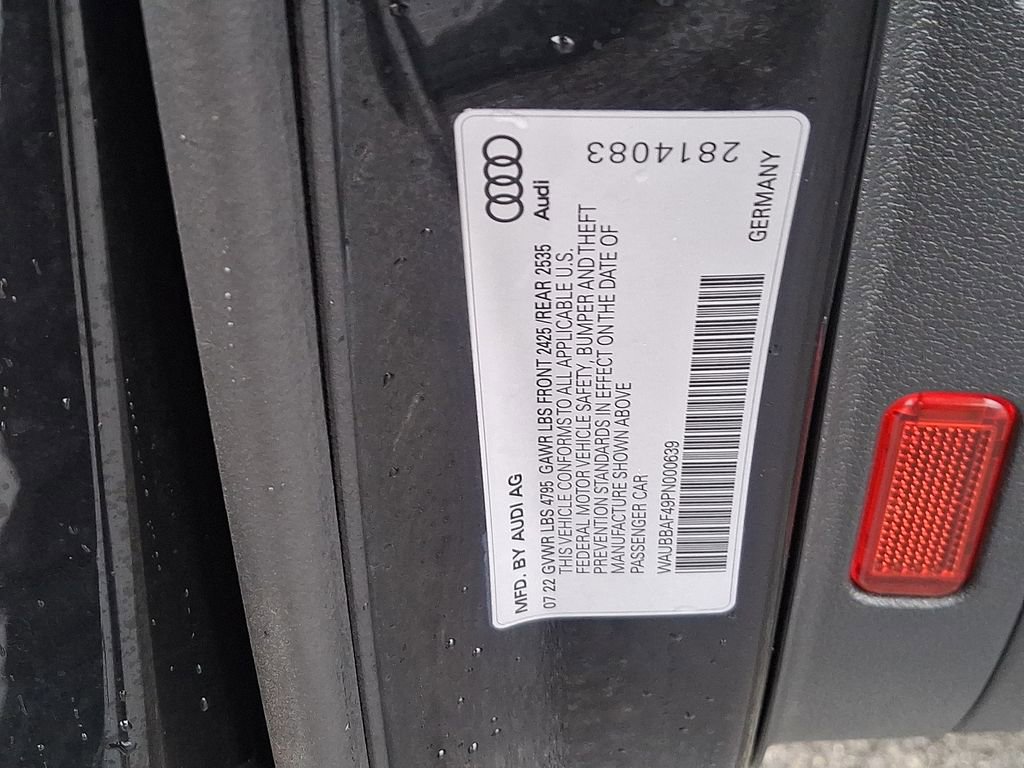 MFD. BY AUDI AG
07 22 GVWR LBS 4795 GAWR LBS FRONT 2425 /REAR 2535
THIS VEHICLE CONFORMS TO ALL APPLICABLE U.S.
FEDERAL MOTOR VEHICLE SAFETY, BUMPER AND THEFT
PREVENTION STANDARDS IN EFFECT ON THE DATE OF
MANUFACTURE SHOWN ABOVE
PASSENGER CAR
WAUBBAF49PN000639
Audi
2814083
GERMANY